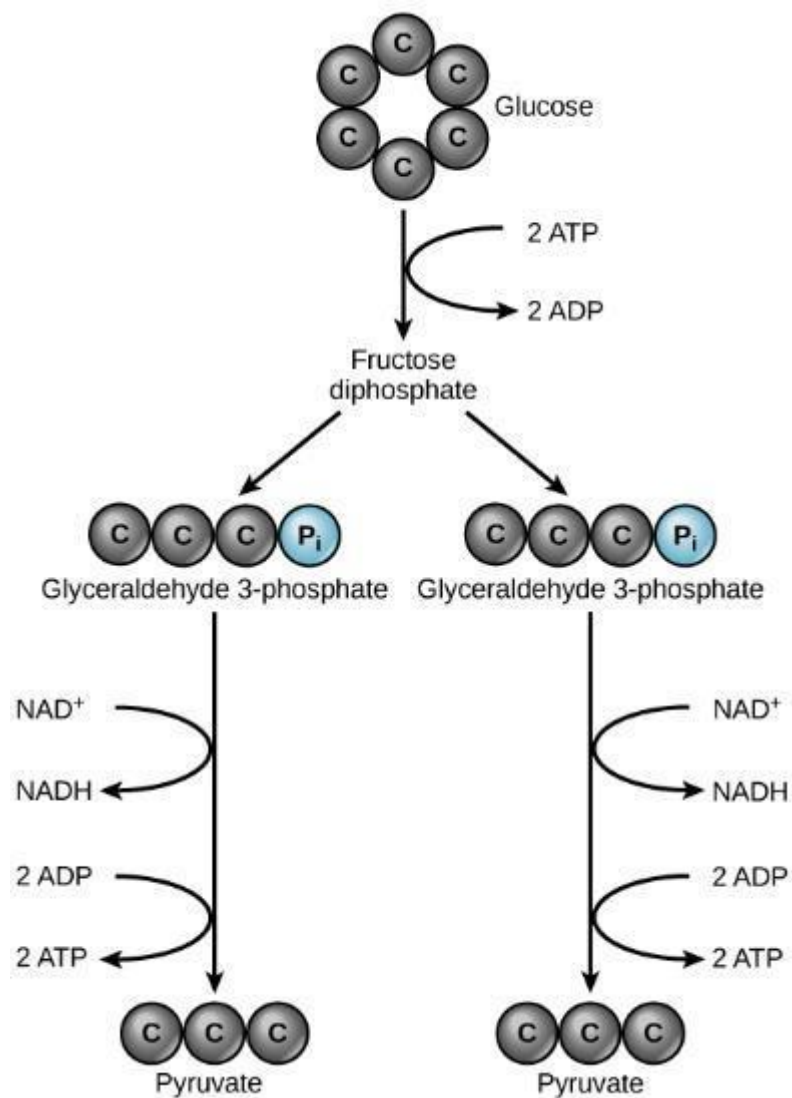 C
C
C
C
C
C
Glucose
2 ATP
2 ADP
Fructose
diphosphate
C C C Pi
Glyceraldehyde 3-phosphate
C C C Pi
Glyceraldehyde 3-phosphate
NAD+
NADH
2 ADP
2 ATP
NAD+
NADH
2 ADP
2 ATP
C C C
Pyruvate
C C C
Pyruvate